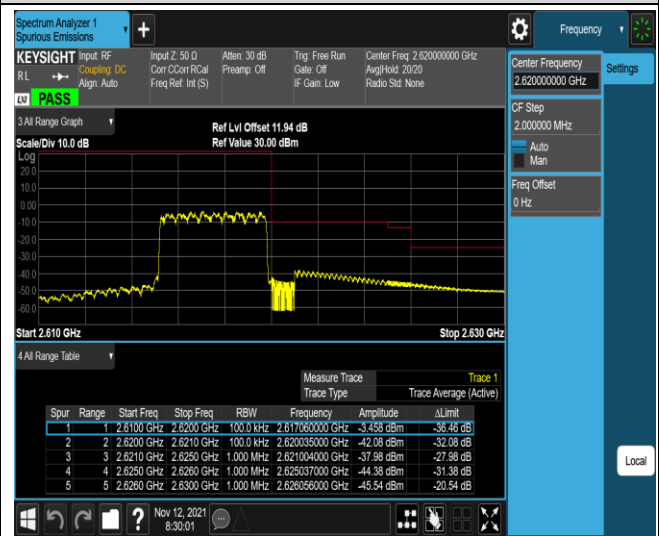 Spectrum Analyzer 1
Spurious Emissions
Frequency
KEYSIGHT Input: RF Input Z: 50 Ω Atten: 30 dB Trig: Free Run Center Freq: 2.620000000 GHz
RL Coupling: DC Corr CCorr RCal Preamp: Off Gate: Off Avg|Hold: 20/20
Align: Auto Freq Ref: Int (S) IF Gain: Low Radio Std: None
LXI PASS
Center Frequency
2.620000000 GHz
Settings
CF Step
2.000000 MHz
Auto
Man
Freq Offset
0 Hz
Local
3 All Range Graph
Ref Lvl Offset 11.94 dB
Scale/Div 10.0 dB Ref Value 30.00 dBm
Log
20.0
10.0
0.00
-10.0
-20.0
-30.0
-40.0
-50.0
-60.0
Start 2.610 GHz Stop 2.630 GHz
4 All Range Table
Measure Trace Trace 1
Trace Type Trace Average (Active)
Spur Range Start Freq Stop Freq RBW Frequency Amplitude ΔLimit
1 1 2.6100 GHz 2.6200 GHz 100.0 kHz 2.617060000 GHz -3.458 dBm -36.46 dB
2 2 2.6200 GHz 2.6210 GHz 100.0 kHz 2.620035000 GHz -42.08 dBm -32.08 dB
3 3 2.6210 GHz 2.6250 GHz 1.000 MHz 2.621004000 GHz -37.98 dBm -27.98 dB
4 4 2.6250 GHz 2.6260 GHz 1.000 MHz 2.625037000 GHz -44.38 dBm -31.38 dB
5 5 2.6260 GHz 2.6300 GHz 1.000 MHz 2.626056000 GHz -45.54 dBm -20.54 dB
Nov 12, 2021
8:30:01